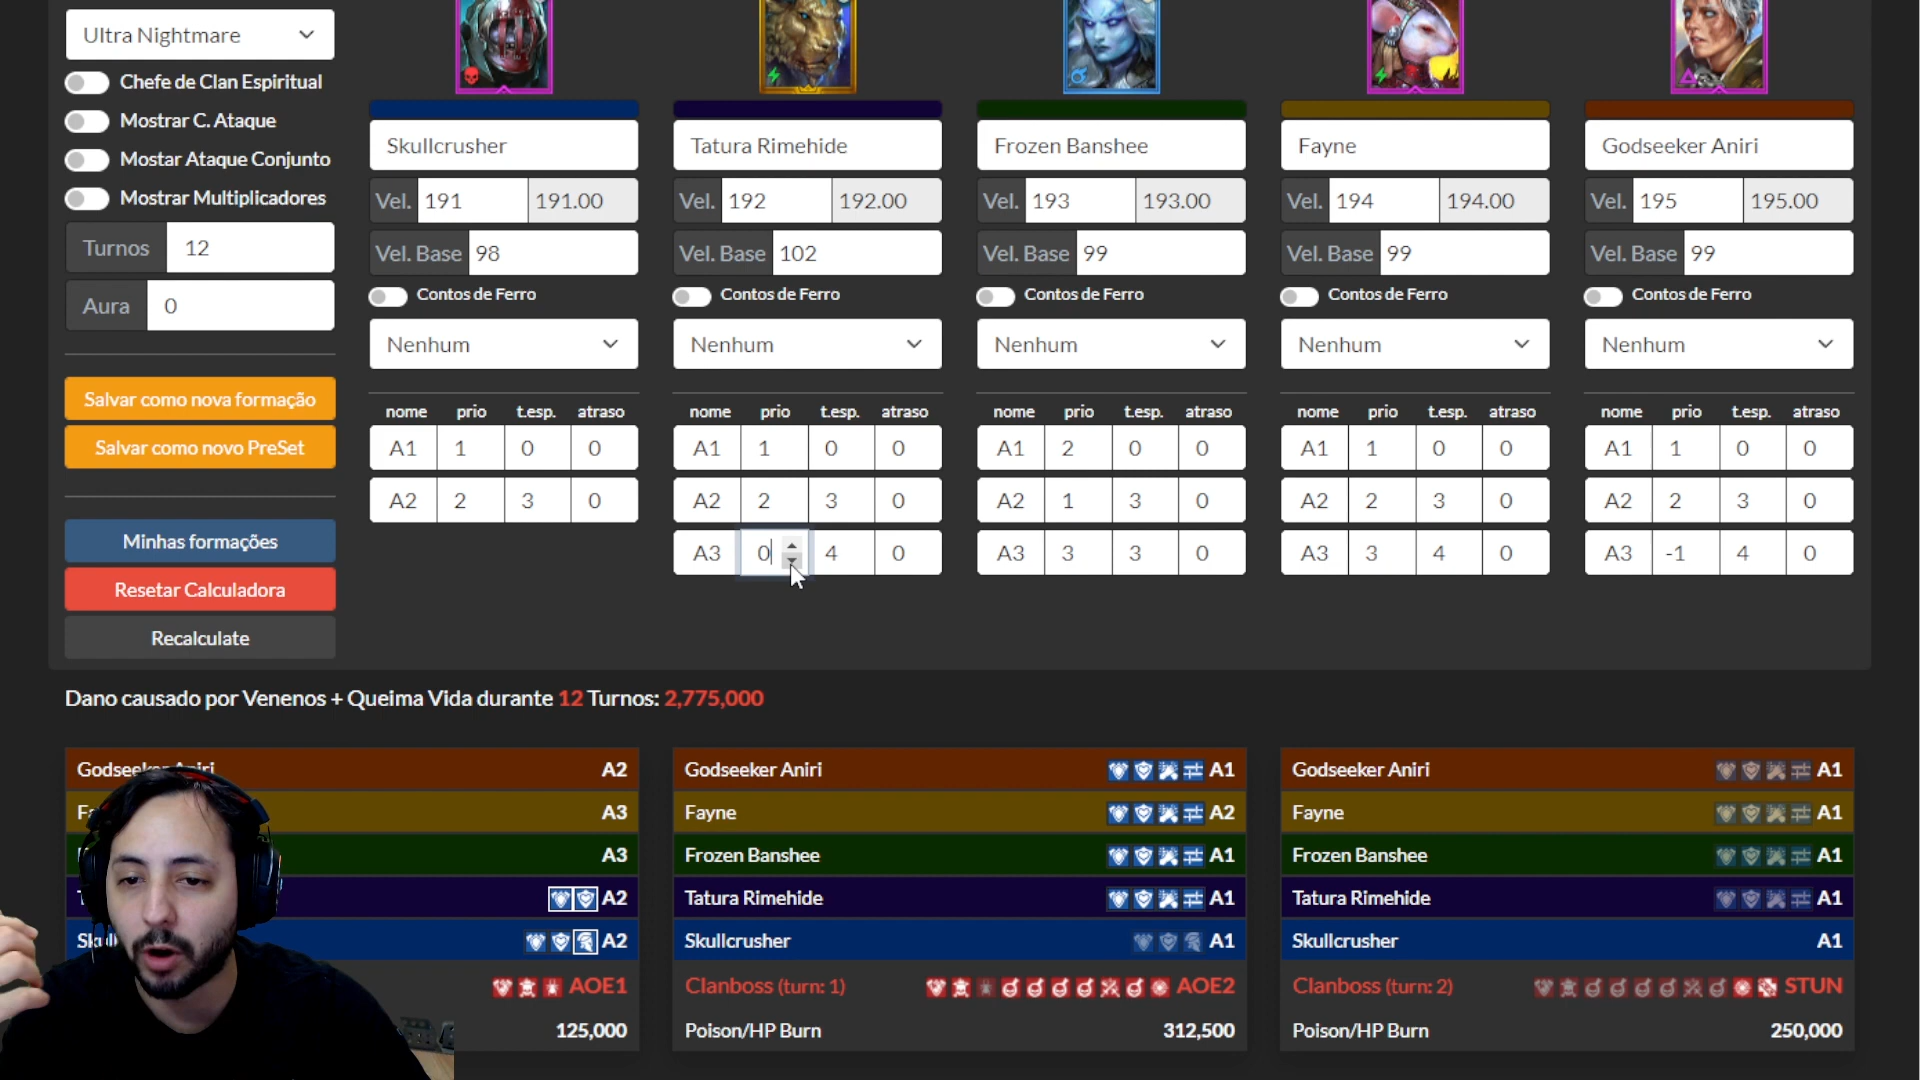 Ultra Nightmare
Chefe de Clan Espiritual
Mostrar C. Ataque
Mostar Ataque Conjunto
Mostrar Multiplicadores
Turnos 12
Aura 0
Salvar como nova formação
Salvar como novo PreSet
Minhas formações
Resetar Calculadora
Recalculate
Skullcrusher
Vel. 191 191.00
Vel. Base 98
Contos de Ferro
Nenhum
nome prio t.esp. atraso
A1 1 0 0
A2 2 3 0
Tatura Rimehide
Vel. 192 192.00
Vel. Base 102
Contos de Ferro
Nenhum
nome prio t.esp. atraso
A1 1 0 0
A2 2 3 0
A3 0 4 0
Frozen Banshee
Vel. 193 193.00
Vel. Base 99
Contos de Ferro
Nenhum
nome prio t.esp. atraso
A1 2 0 0
A2 1 3 0
A3 3 3 0
Fayne
Vel. 194 194.00
Vel. Base 99
Contos de Ferro
Nenhum
nome prio t.esp. atraso
A1 1 0 0
A2 2 3 0
A3 3 4 0
Godseeker Aniri
Vel. 195 195.00
Vel. Base 99
Contos de Ferro
Nenhum
nome prio t.esp. atraso
A1 1 0 0
A2 2 3 0
A3 -1 4 0
Dano causado por Venenos + Queima Vida durante 12 Turnos: 2,775,000
Godseeker Aniri A2
A3
A3
A2
A2
AOE1
125,000
Godseeker Aniri A1
Fayne A2
Frozen Banshee A1
Tatura Rimehide A1
Skullcrusher A1
Clanboss (turn: 1) AOE2
Poison/HP Burn 312,500
Godseeker Aniri A1
Fayne A1
Frozen Banshee A1
Tatura Rimehide A1
Skullcrusher A1
Clanboss (turn: 2) STUN
Poison/HP Burn 250,000